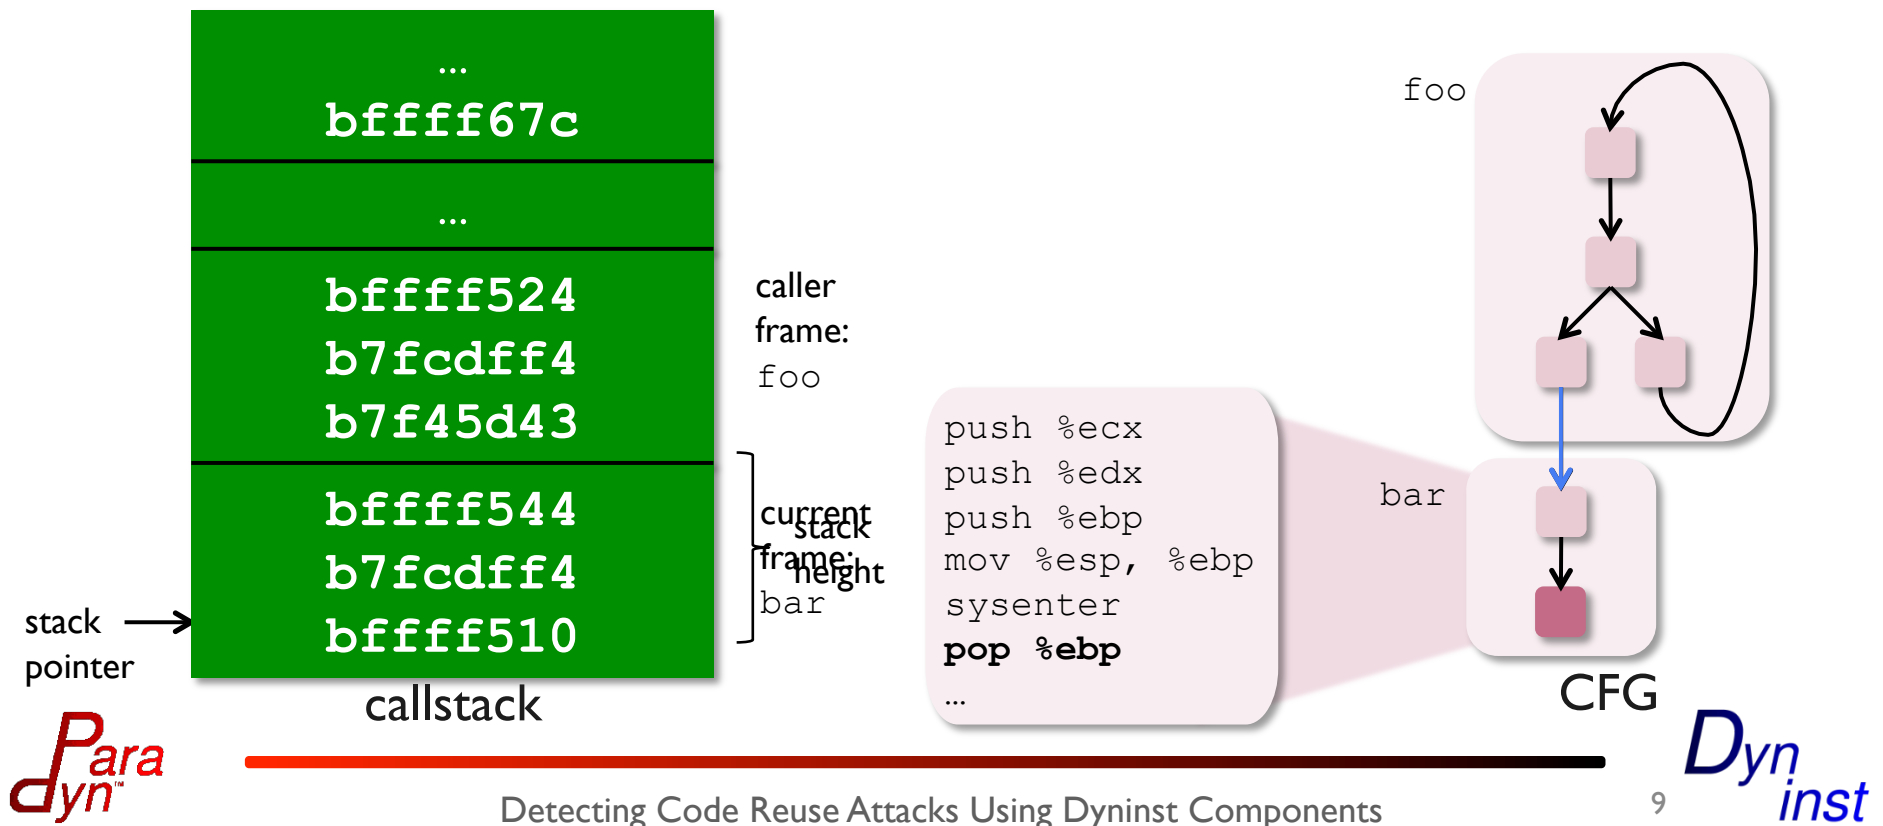 ...
bffff67c
...
bffff524
b7fcdff4
b7f45d43
bffff544
b7fcdff4
bffff510
stack
pointer
callstack
caller
frame:
foo
current
frame:
bar
stack
height
push %ecx
push %edx
push %ebp
mov %esp, %ebp
sysenter
pop %ebp
...
foo
bar
CFG
Para
dyn™
Detecting Code Reuse Attacks Using Dyninst Components
9
Dyn
inst